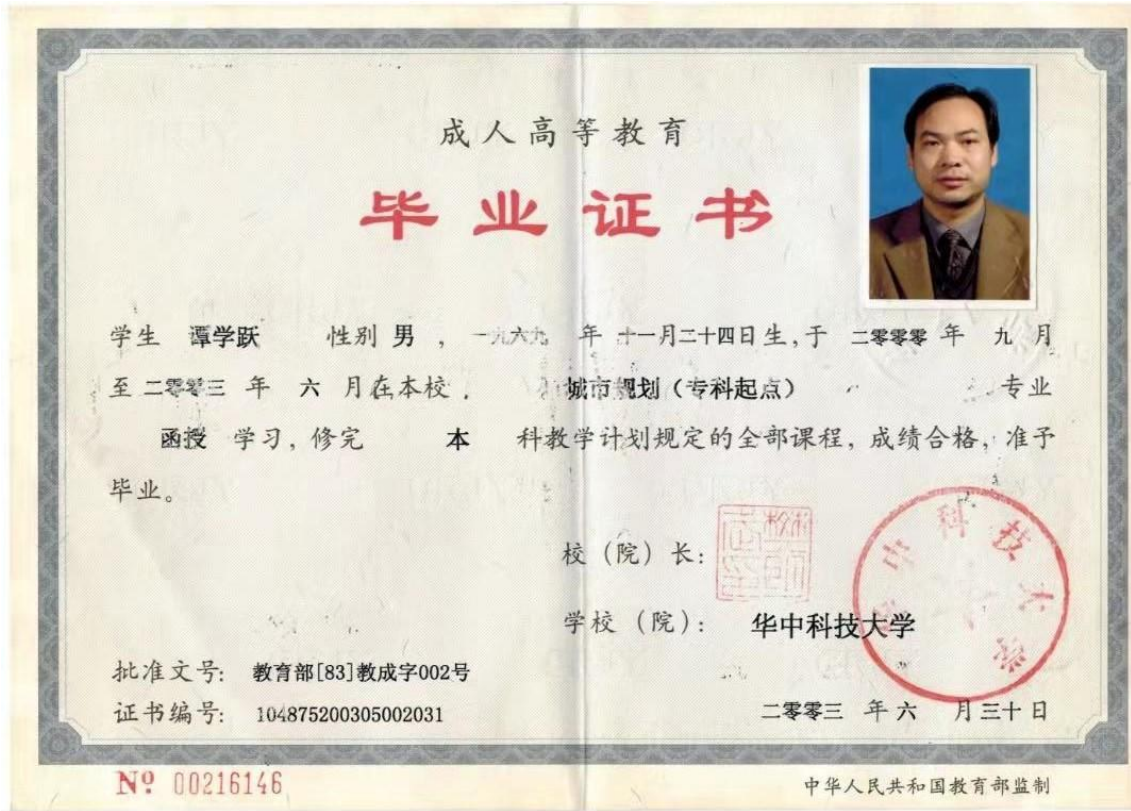 成人高等教育
毕业证书
学生 谭学跃 性别 男 , 一九六九 年 十一月二十四日生,于 二零零零 年 九 月
至 二零零三 年 六 月在本校 城市规划(专科起点) 专业
函授 学习,修完 本 科教学计划规定的全部课程,成绩合格,准予
毕业。
校(院)长:
学校(院): 华中科技大学
华中科技大学
批准文号: 教育部[83]教成字002号
证书编号: 104875200305002031
二零零三 年 六 月三十日
№ 00216146
中华人民共和国教育部监制